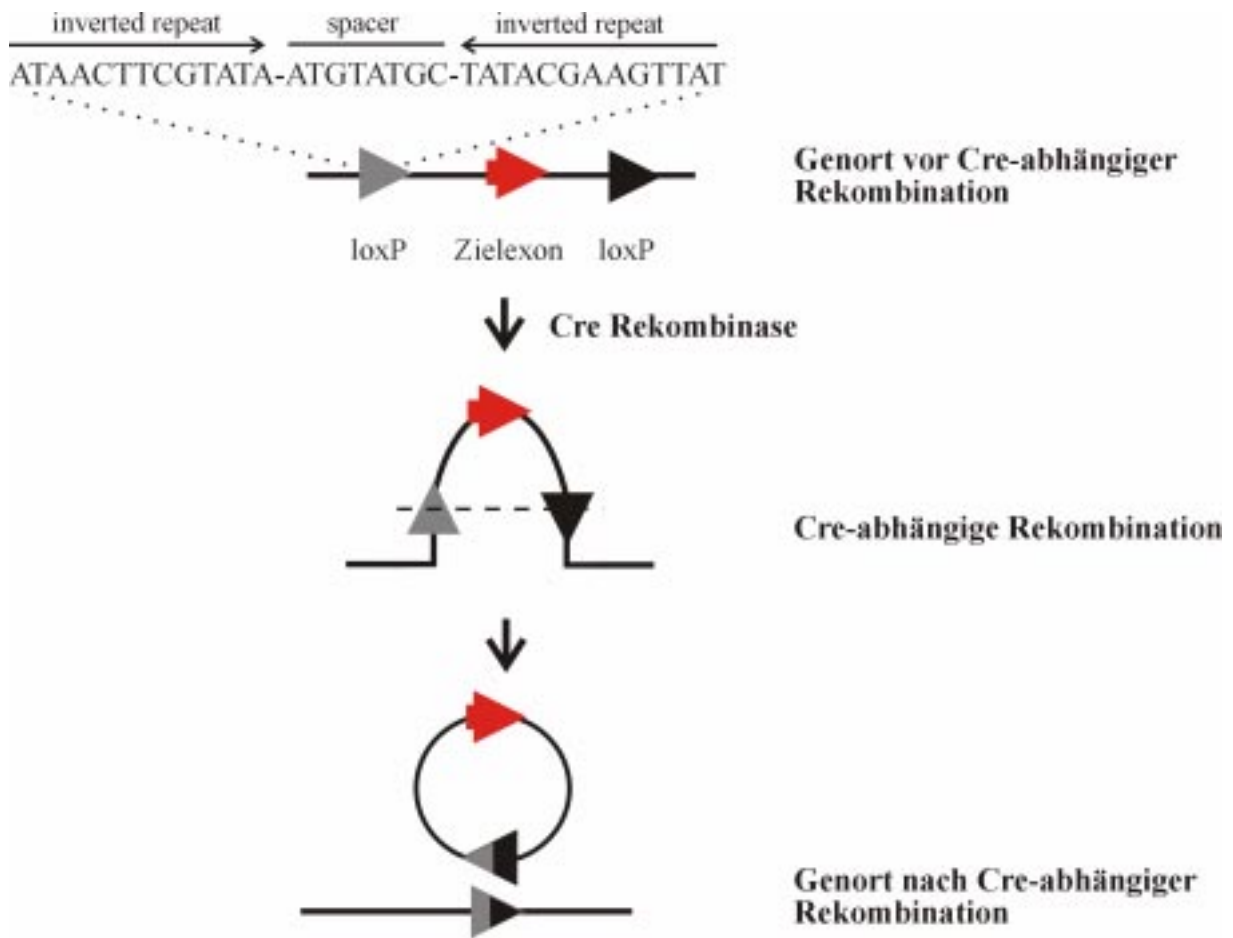 inverted repeat spacer inverted repeat
ATAACTTCGTATA-ATGTATGC-TATACGAAGTTAT
Genort vor Cre-abhängiger
Rekombination
loxP Zielexon loxP
Cre Rekombinase
Cre-abhängige Rekombination
Genort nach Cre-abhängiger
Rekombination